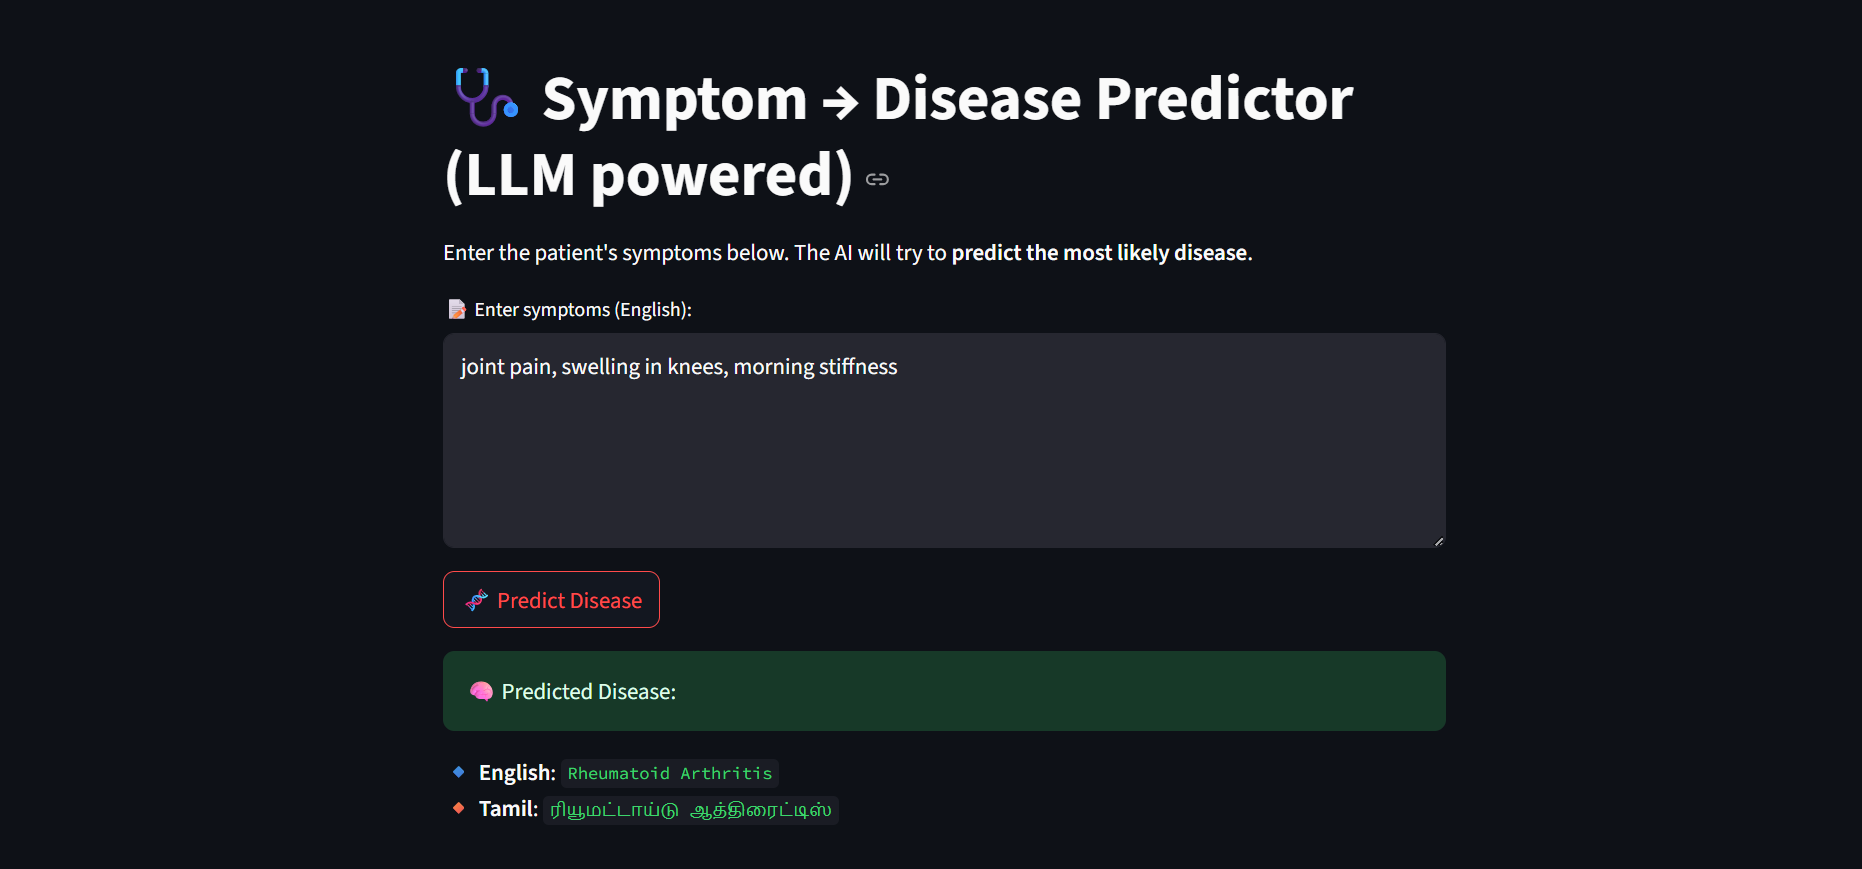 Symptom → Disease Predictor
(LLM powered)
Enter the patient's symptoms below. The AI will try to predict the most likely disease.
Enter symptoms (English):
joint pain, swelling in knees, morning stiffness
Predict Disease
Predicted Disease:
English: Rheumatoid Arthritis
Tamil: ரியூமட்டாய்டு ஆத்திரைட்டிஸ்